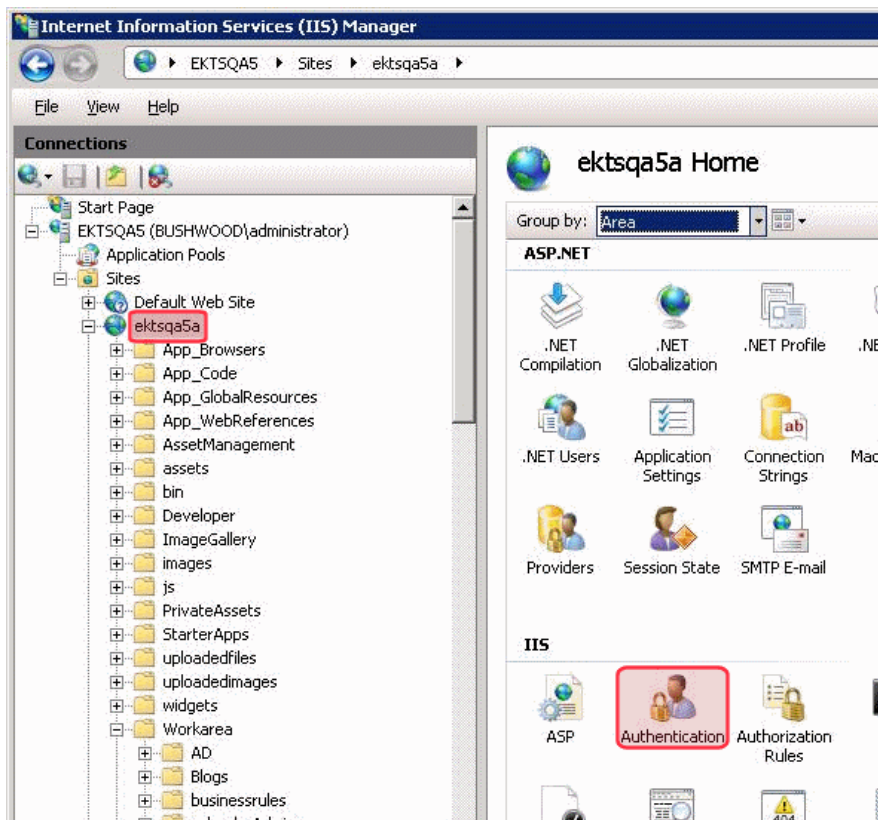 Internet Information Services (IIS) Manager
EKTSQA5 Sites ektsqa5a
File View Help
Connections
Start Page
EKTSQA5 (BUSHWOOD\administrator)
Application Pools
Sites
Default Web Site
ektsqa5a
App_Browsers
App_Code
App_GlobalResources
App_WebReferences
AssetManagement
assets
bin
Developer
ImageGallery
images
js
PrivateAssets
StarterApps
uploadedfiles
uploadedimages
widgets
Workarea
AD
Blogs
businessrules
ektsqa5a Home
Group by: Area
ASP.NET
.NET Compilation
.NET Globalization
.NET Profile
.NET Users
Application Settings
ab
Connection Strings
Mac
Providers
Session State
SMTP E-mail
IIS
ASP
Authentication
Authorization Rules
404